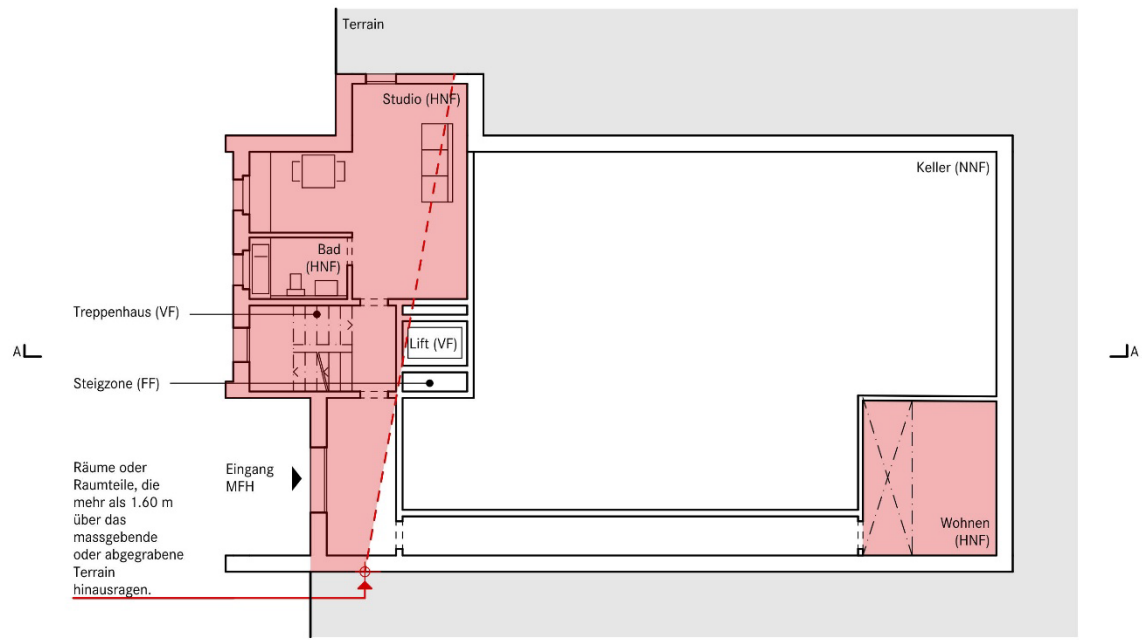 Terrain
Studio (HNF)
Keller (NNF)
Bad
(HNF)
Treppenhaus (VF)
A
Lift (VF)
A
Steigzone (FF)
Räume oder
Raumteile, die
mehr als 1.60 m
über das
massgebende
oder abgegrabene
Terrain
hinausragen.
Eingang
MFH
Wohnen
(HNF)